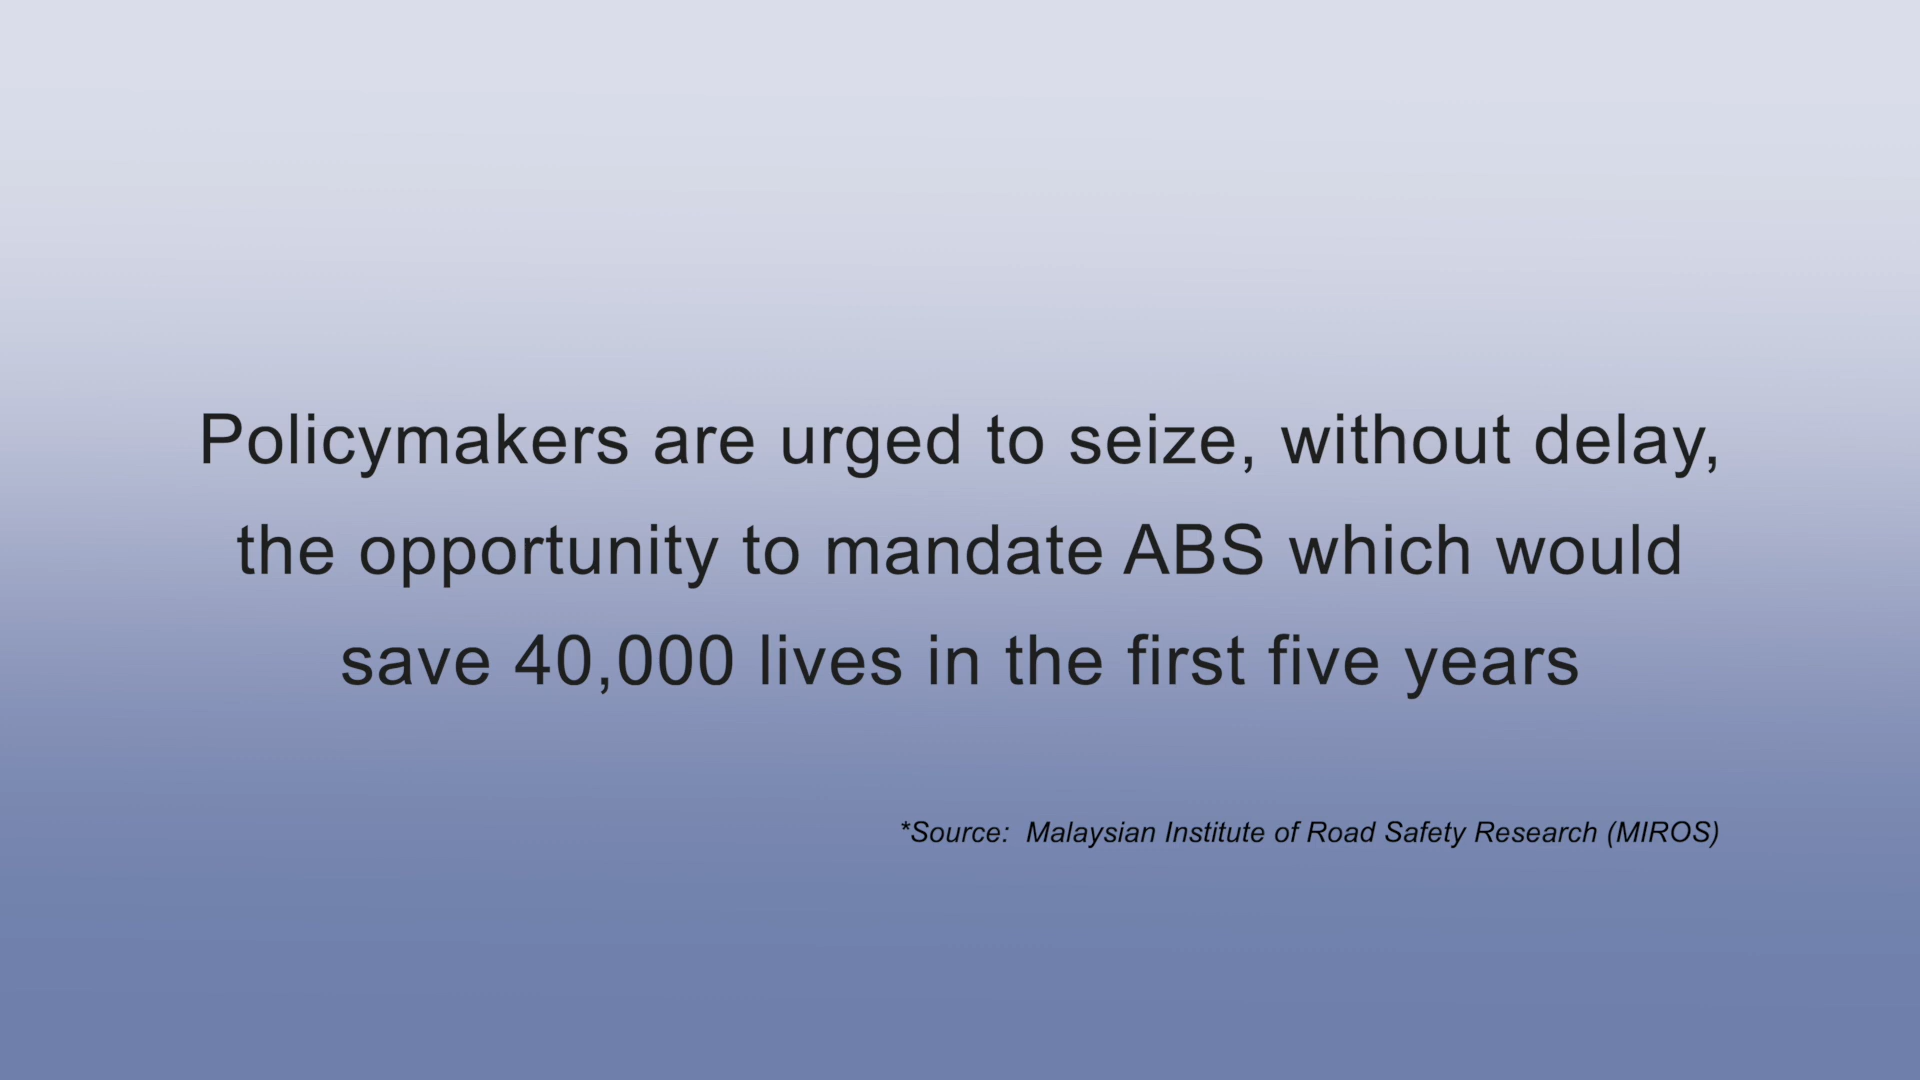 Policymakers are urged to seize, without delay,
the opportunity to mandate ABS which would
save 40,000 lives in the first five years
*Source: Malaysian Institute of Road Safety Research (MIROS)